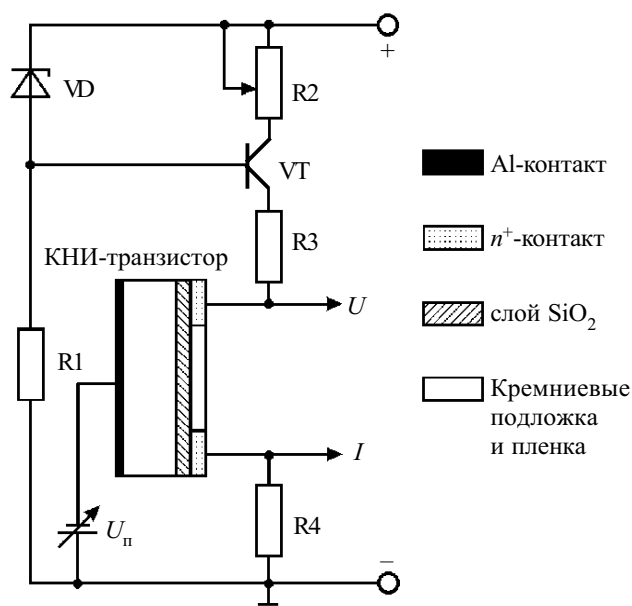 +
VD
R2
VT
R3
КНИ-транзистор
U
R1
I
Uп
R4
−
Al-контакт
n⁺-контакт
слой SiO₂
Кремниевые
подложка
и пленка